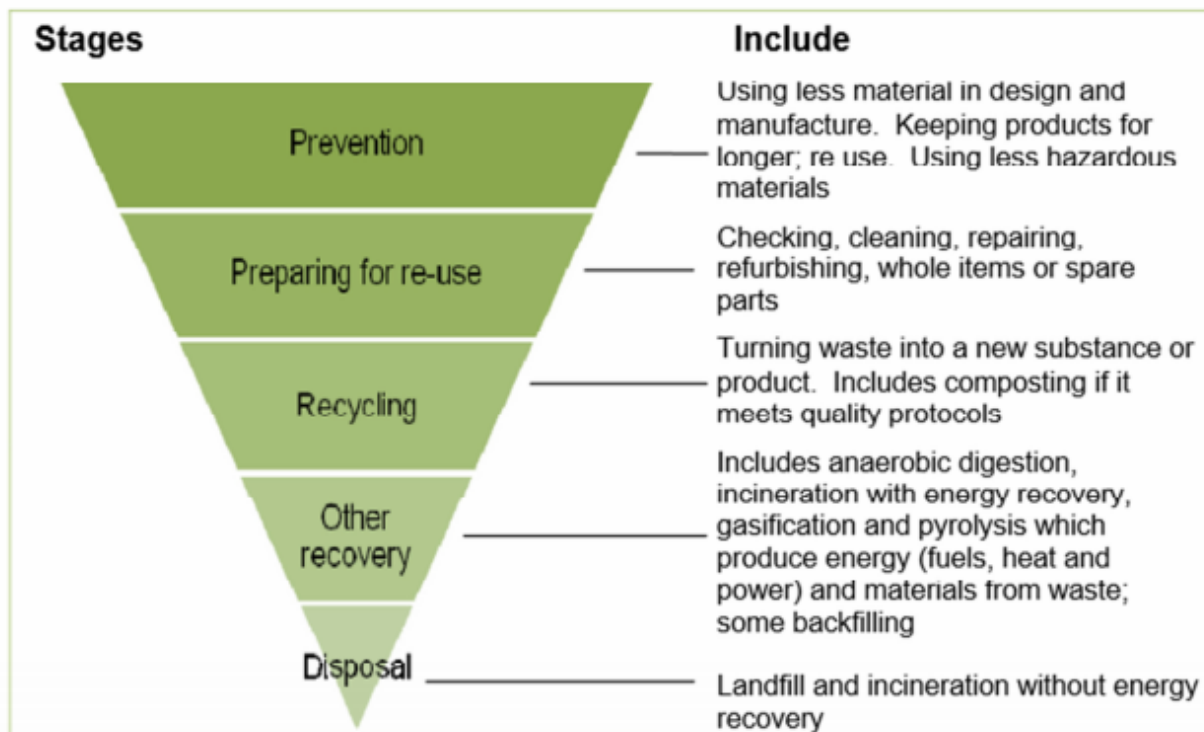 Stages
Include
Prevention
Using less material in design and
manufacture. Keeping products for
longer; re use. Using less hazardous
materials
Preparing for re-use
Checking, cleaning, repairing,
refurbishing, whole items or spare
parts
Recycling
Turning waste into a new substance or
product. Includes composting if it
meets quality protocols
Other
recovery
Includes anaerobic digestion,
incineration with energy recovery,
gasification and pyrolysis which
produce energy (fuels, heat and
power) and materials from waste;
some backfilling
Disposal
Landfill and incineration without energy
recovery